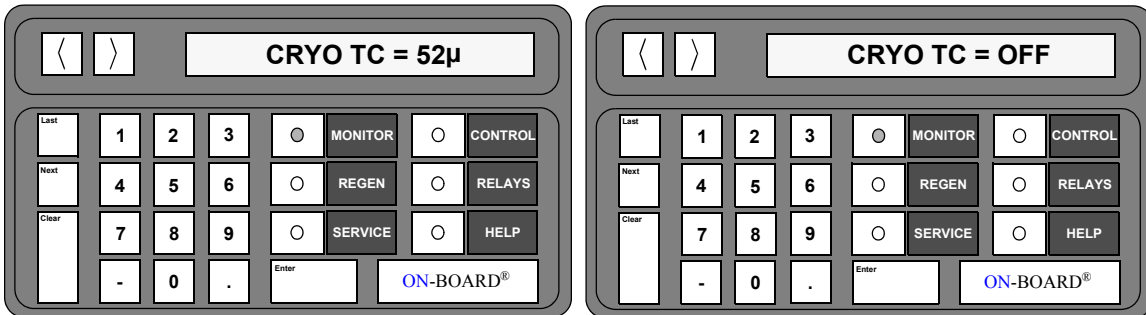 〈 〉 CRYO TC = 52µ
Last 1 2 3 MONITOR CONTROL
Next 4 5 6 REGEN RELAYS
Clear 7 8 9 SERVICE HELP
- 0 . Enter ON-BOARD®
〈 〉 CRYO TC = OFF
Last 1 2 3 MONITOR CONTROL
Next 4 5 6 REGEN RELAYS
Clear 7 8 9 SERVICE HELP
- 0 . Enter ON-BOARD®